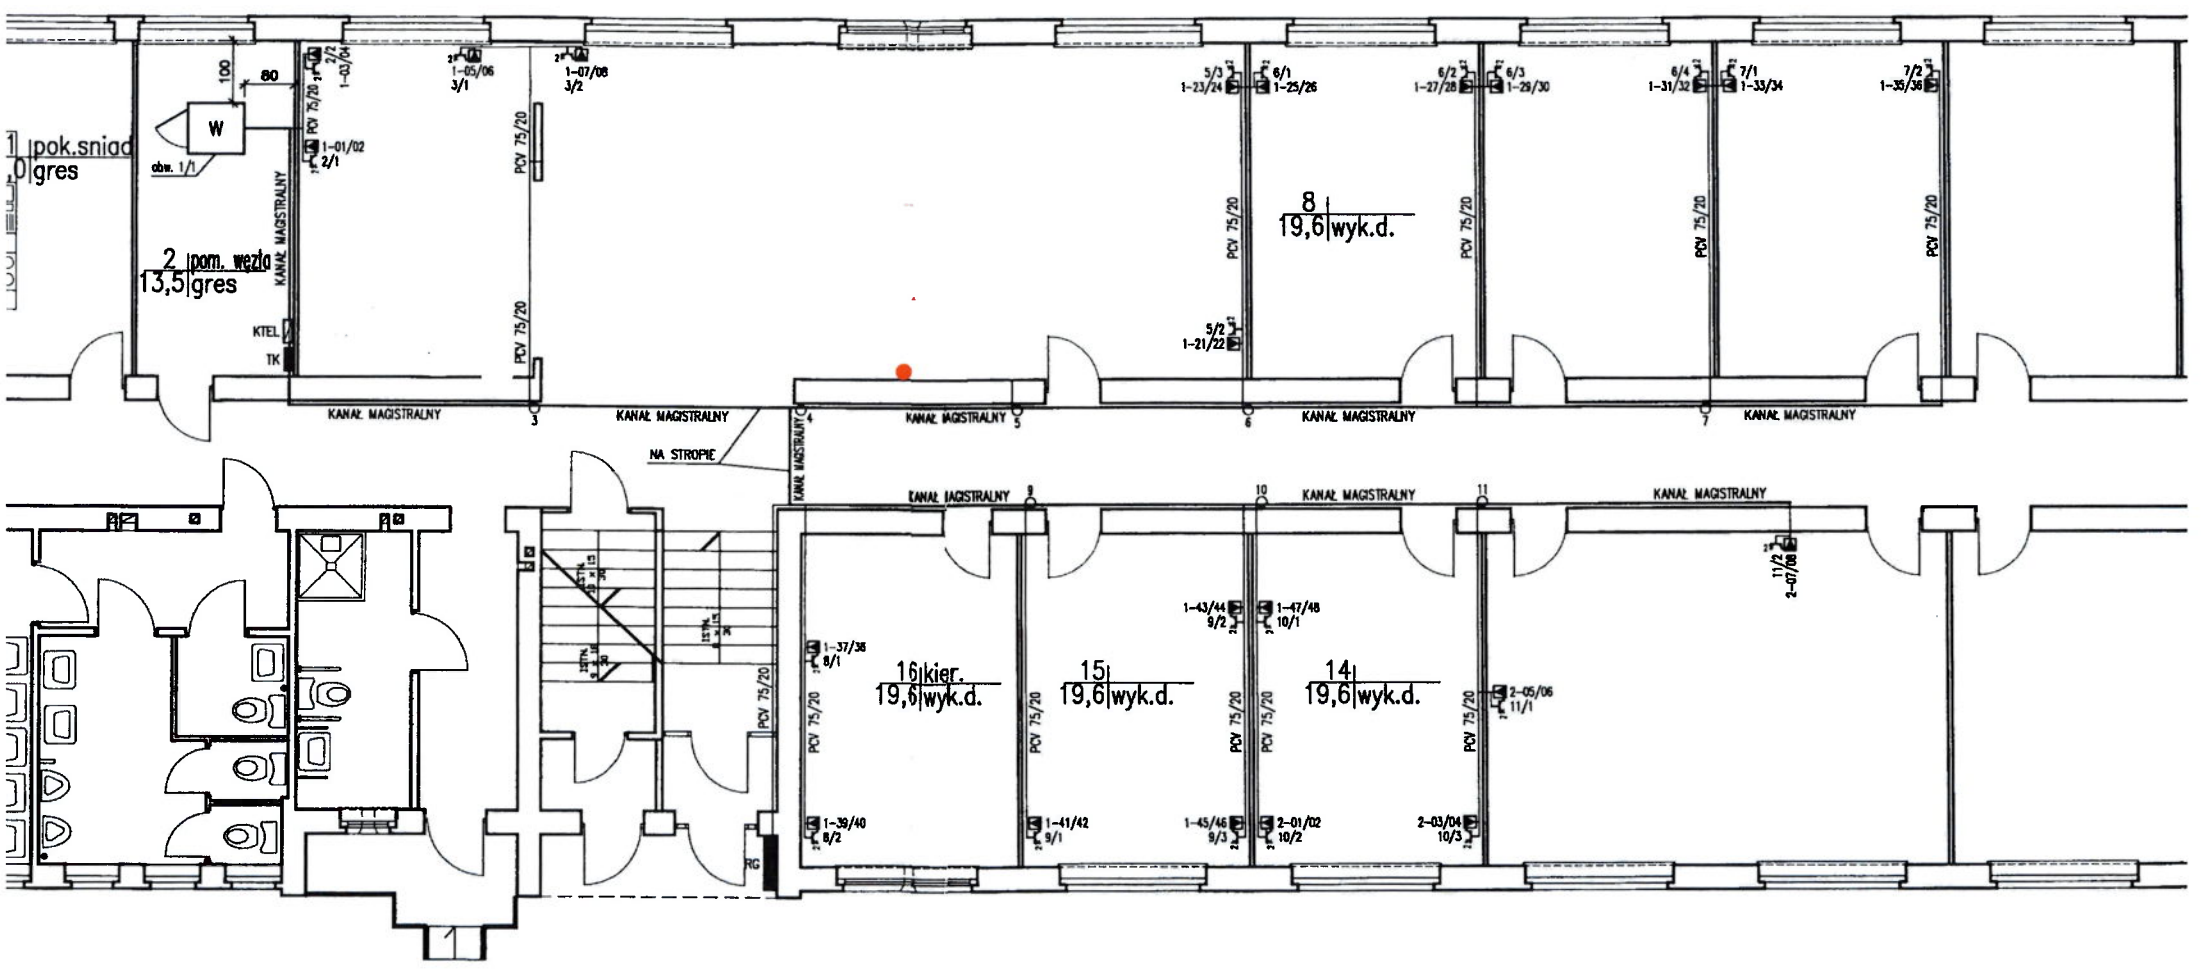 2/2
1-03/04
100
80
PCV 75/20
W
obw. 1/1
1-01/02
2/1
1-05/06
3/1
1-07/08
3/2
PCV 75/20
PCV 75/20
1 pok.sniad
,0 gres
KANAŁ MAGISTRALNY
2 pom. węzła
13,5 gres
KTEL
TK
5/3
1-23/24
6/1
1-25/26
6/2
1-27/28
6/3
1-29/30
6/4
1-31/32
7/1
1-33/34
7/2
1-35/36
8
19,6 wyk.d.
PCV 75/20
PCV 75/20
PCV 75/20
PCV 75/20
5/2
1-21/22
KANAŁ MAGISTRALNY
3
KANAŁ MAGISTRALNY
4
KANAŁ MAGISTRALNY
5
6
KANAŁ MAGISTRALNY
7
KANAŁ MAGISTRALNY
NA STROPIE
KANAŁ MAGISTRALNY
KANAŁ IAGISTRALNY
9
10
KANAŁ MAGISTRALNY
11
KANAŁ MAGISTRALNY
11/2
2-07/08
ISTN.
30
ISTN.
30
ISTN.
30
1-37/38
8/1
1-43/44
9/2
1-47/48
10/1
16 kier.
19,6 wyk.d.
15
19,6 wyk.d.
14
19,6 wyk.d.
2-05/06
11/1
PCV 75/20
PCV 75/20
PCV 75/20
PCV 75/20
PCV 75/20
PCV 75/20
1-39/40
8/2
1-41/42
9/1
1-45/46
9/3
2-01/02
10/2
2-03/04
10/3
RG